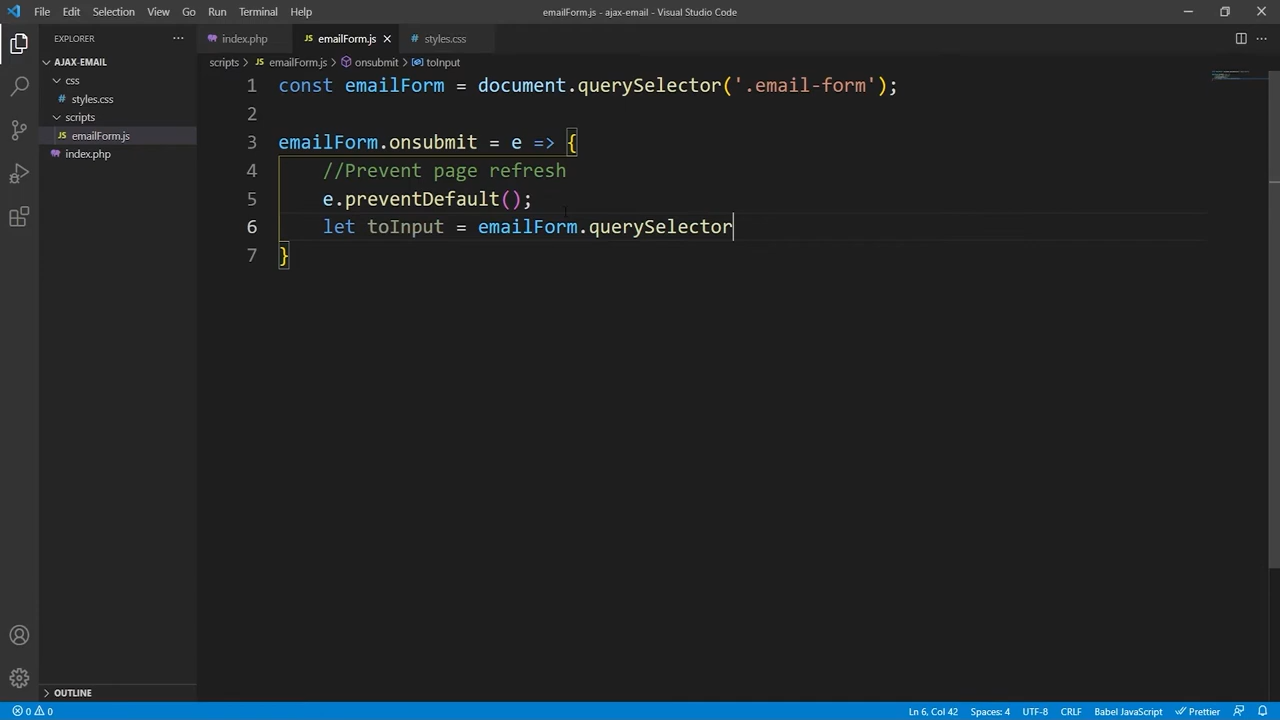 File Edit Selection View Go Run Terminal Help emailForm.js - ajax-email - Visual Studio Code
EXPLORER
index.php
JS emailForm.js
# styles.css
AJAX-EMAIL
scripts > JS emailForm.js > onsubmit > toInput
css
# styles.css
scripts
JS emailForm.js
index.php
1 const emailForm = document.querySelector('.email-form');
2
3 emailForm.onsubmit = e => {
4 //Prevent page refresh
5 e.preventDefault();
6 let toInput = emailForm.querySelector
7 }
OUTLINE
0 0 Ln 6, Col 42 Spaces: 4 UTF-8 CRLF Babel JavaScript Prettier